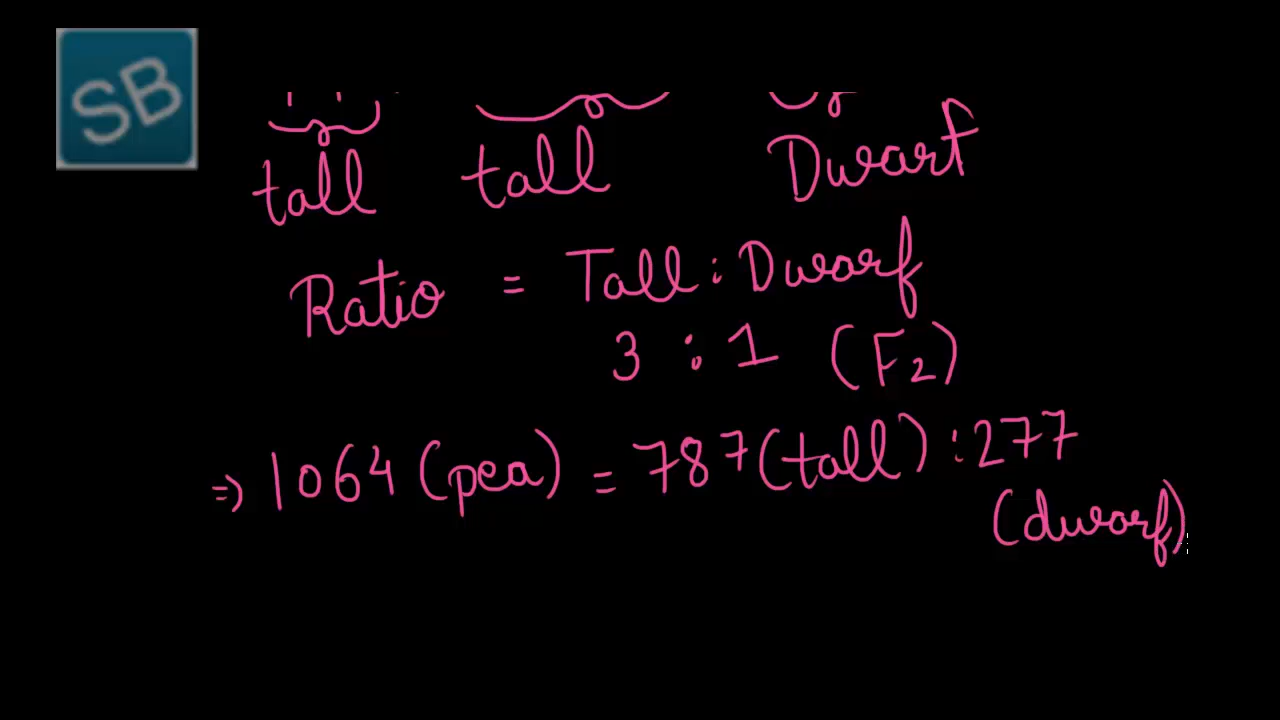 SB
tall tall Dwarf
Ratio = Tall : Dwarf
3 : 1 (F2)
⇒ 1064 (pea) = 787 (tall) : 277
(dwarf)